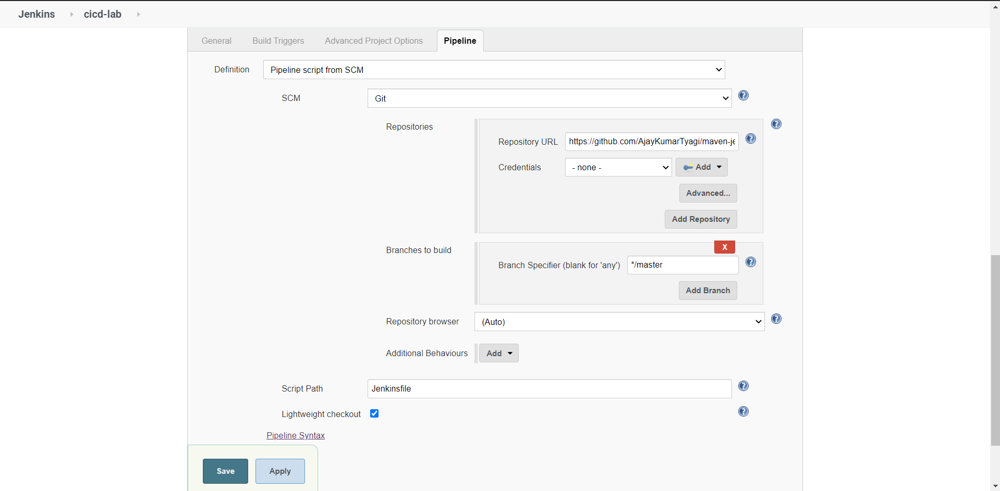 Jenkins cicd-lab
General Build Triggers Advanced Project Options Pipeline
Definition Pipeline script from SCM
SCM Git
Repositories
Repository URL https://github.com/AjayKumarTyagi/maven-je
Credentials - none - Add
Advanced...
Add Repository
Branches to build
X
Branch Specifier (blank for 'any') */master
Add Branch
Repository browser (Auto)
Additional Behaviours Add
Script Path Jenkinsfile
Lightweight checkout
Pipeline Syntax
Save Apply